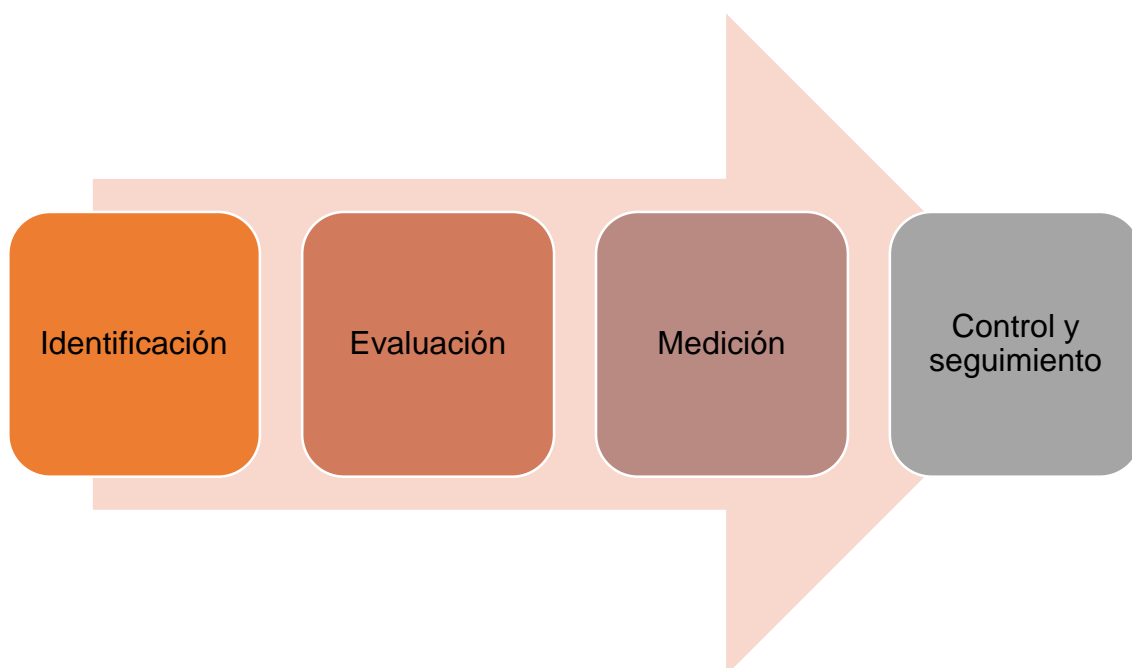 Identificación
Evaluación
Medición
Control y
seguimiento